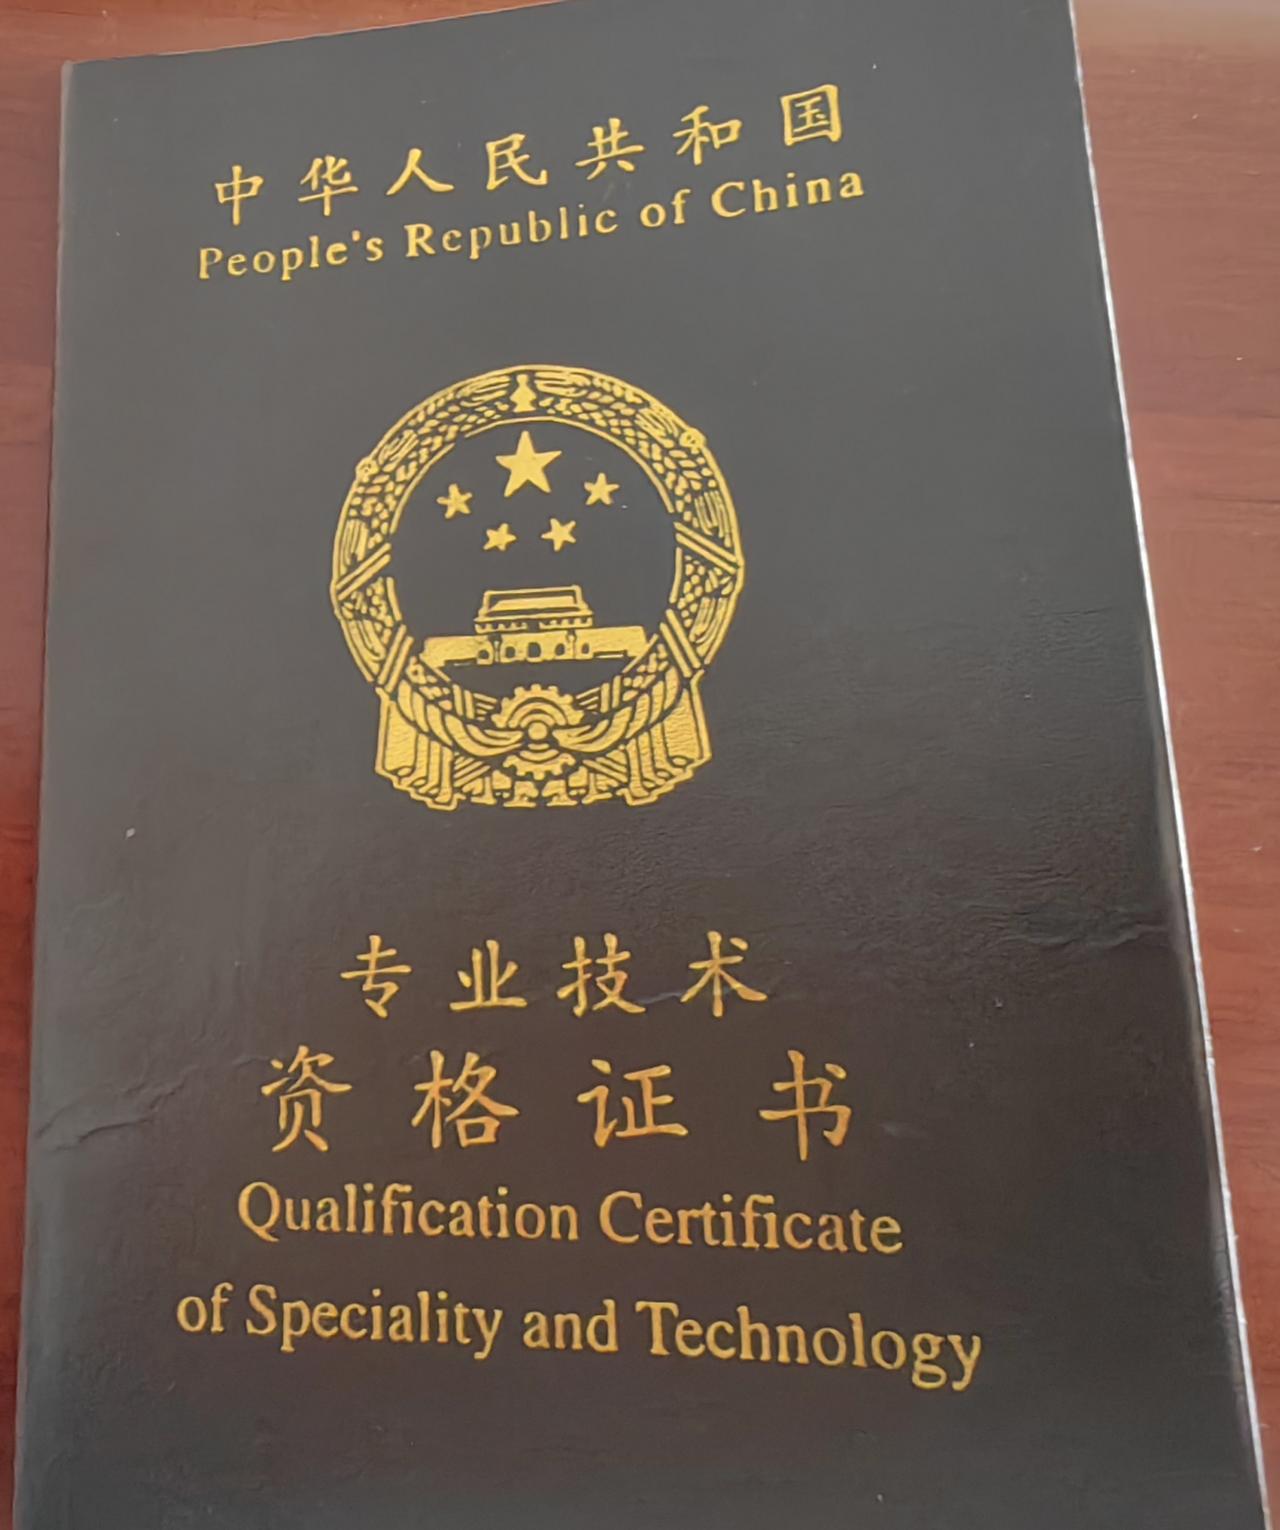 中华人民共和国
People's Republic of China
专业技术
资格证书
Qualification Certificate
of Speciality and Technology